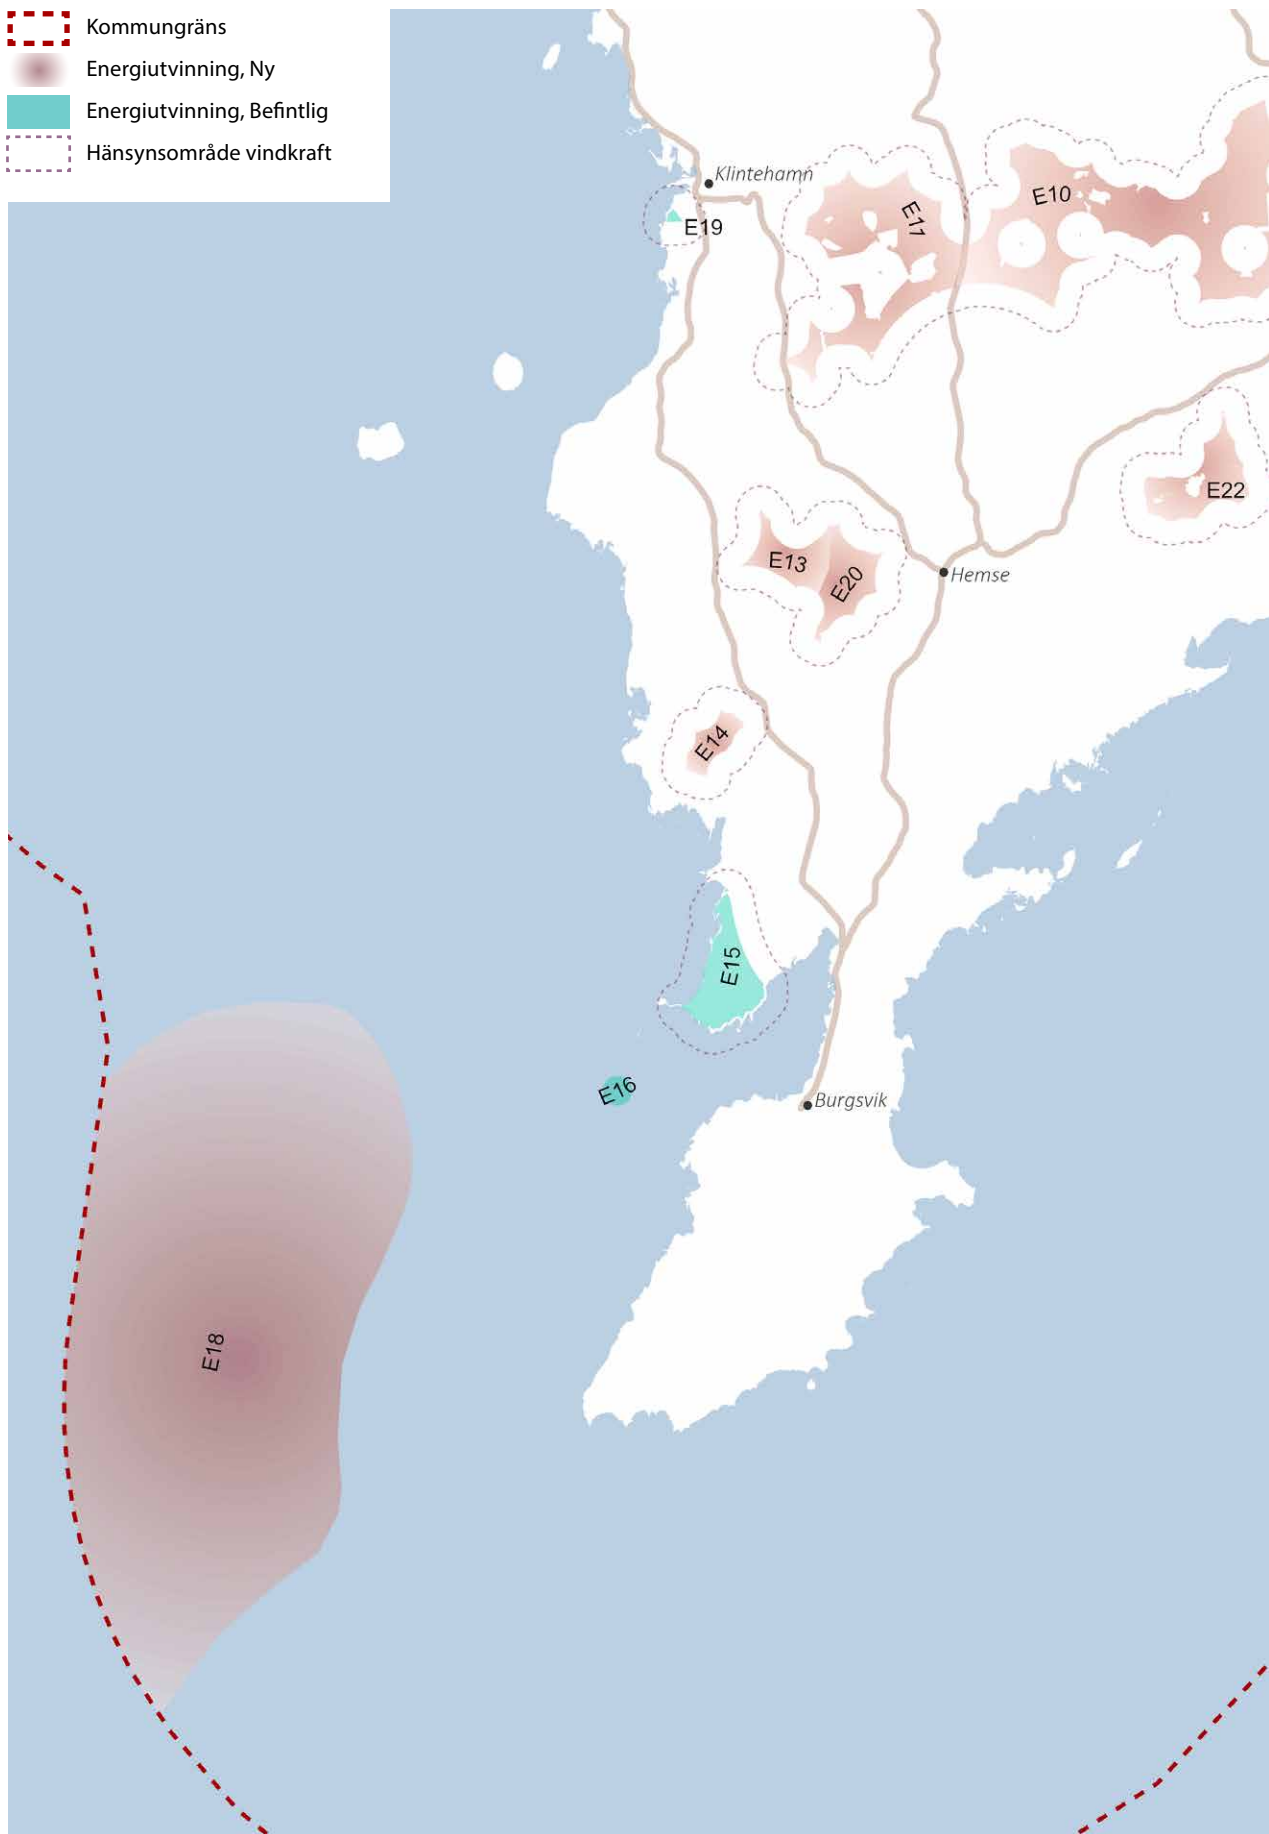 Kommungräns
Energiutvinning, Ny
Energiutvinning, Befintlig
Hänsynsområde vindkraft
Klintehamn
E19
E11
E10
E22
E13
E20
Hemse
E14
E15
E16
Burgsvik
E18